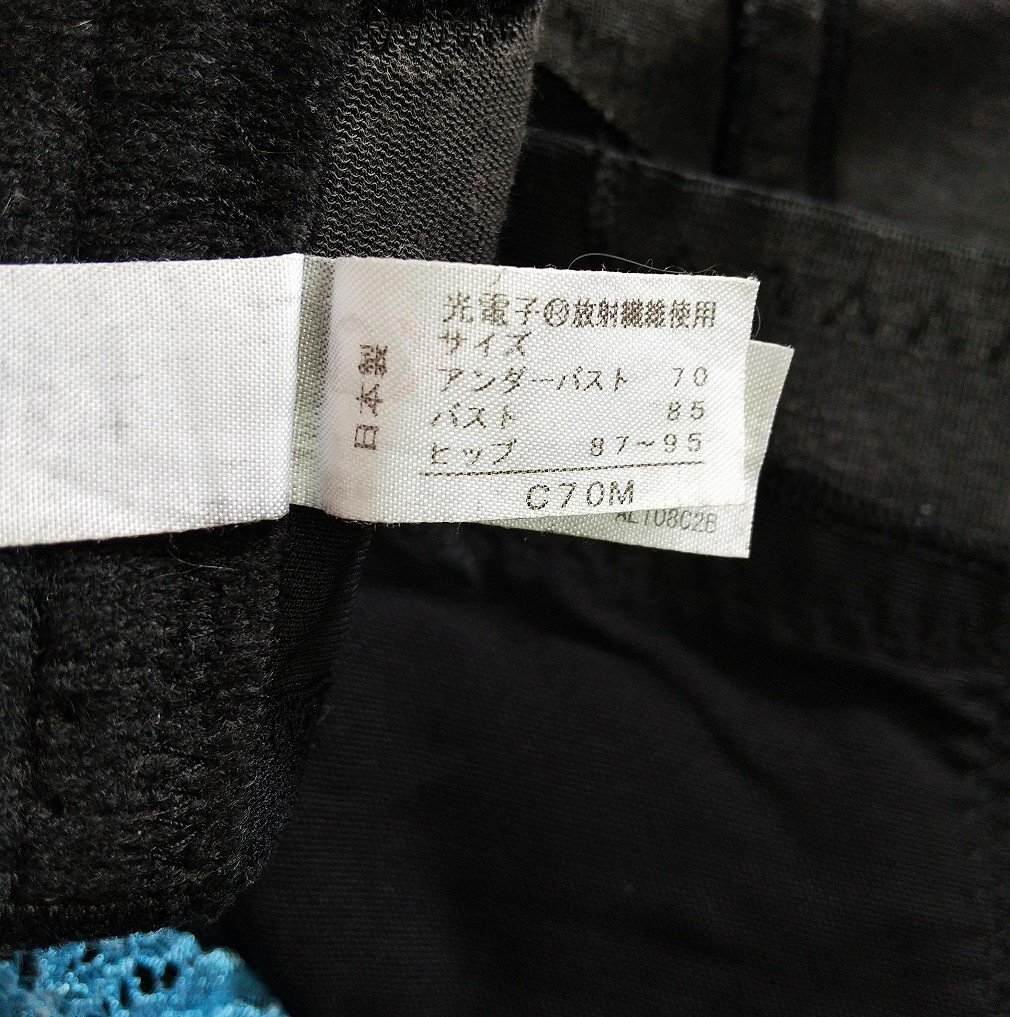 光電子®放射繊維使用
サイズ
アンダーバスト 70
バスト 85
ヒップ 87~95
C70M
日本製
AL10802B